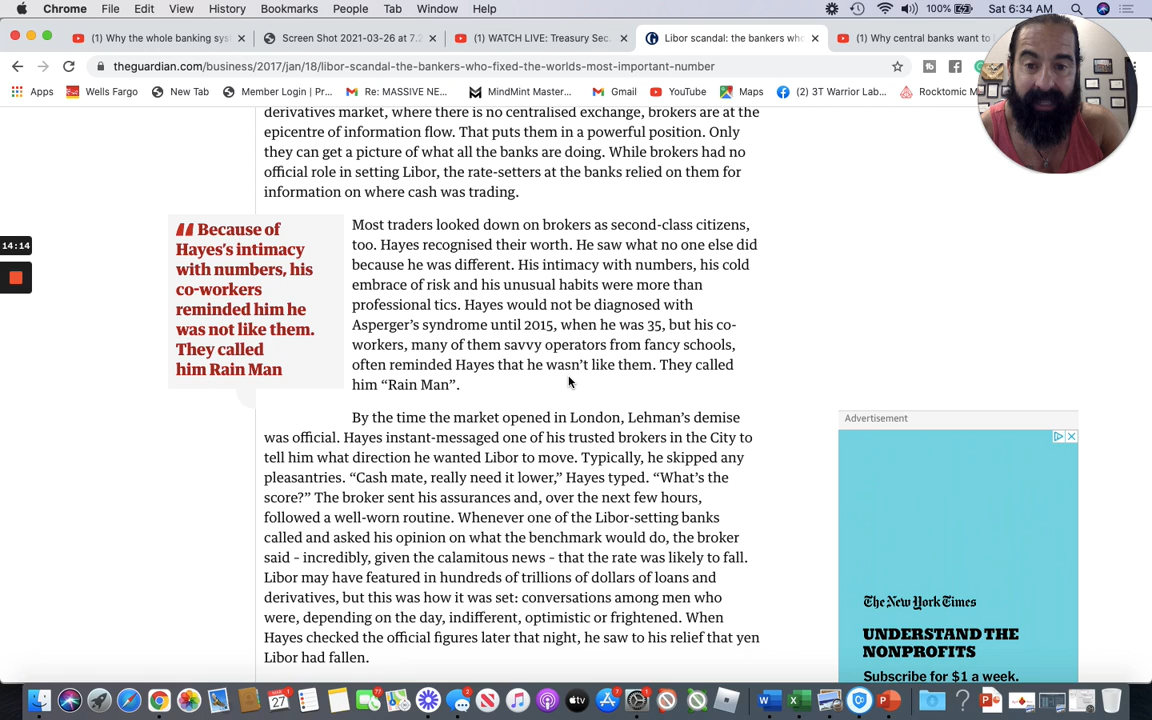 Chrome File Edit View History Bookmarks People Tab Window Help 100% Sat 6:34 AM
(1) Why the whole banking sys
Screen Shot 2021-03-26 at 7.2
(1) WATCH LIVE: Treasury Sec
Libor scandal: the bankers who
(1) Why central banks want to
theguardian.com/business/2017/jan/18/libor-scandal-the-bankers-who-fixed-the-worlds-most-important-number
Apps Wells Fargo New Tab Member Login | Pr... Re: MASSIVE NE... MindMint Master... Gmail YouTube Maps (2) 3T Warrior Lab... Rocktomic M
derivatives market, where there is no centralised exchange, brokers are at the
epicentre of information flow. That puts them in a powerful position. Only
they can get a picture of what all the banks are doing. While brokers had no
official role in setting Libor, the rate-setters at the banks relied on them for
information on where cash was trading.
14:14
Because of
Hayes's intimacy
with numbers, his
co-workers
reminded him he
was not like them.
They called
him Rain Man
Most traders looked down on brokers as second-class citizens,
too. Hayes recognised their worth. He saw what no one else did
because he was different. His intimacy with numbers, his cold
embrace of risk and his unusual habits were more than
professional tics. Hayes would not be diagnosed with
Asperger's syndrome until 2015, when he was 35, but his co-
workers, many of them savvy operators from fancy schools,
often reminded Hayes that he wasn't like them. They called
him “Rain Man”.
By the time the market opened in London, Lehman's demise
was official. Hayes instant-messaged one of his trusted brokers in the City to
tell him what direction he wanted Libor to move. Typically, he skipped any
pleasantries. “Cash mate, really need it lower,” Hayes typed. “What's the
score?” The broker sent his assurances and, over the next few hours,
followed a well-worn routine. Whenever one of the Libor-setting banks
called and asked his opinion on what the benchmark would do, the broker
said – incredibly, given the calamitous news – that the rate was likely to fall.
Libor may have featured in hundreds of trillions of dollars of loans and
derivatives, but this was how it was set: conversations among men who
were, depending on the day, indifferent, optimistic or frightened. When
Hayes checked the official figures later that night, he saw to his relief that yen
Libor had fallen.
Advertisement
The New York Times
UNDERSTAND THE
NONPROFITS
Subscribe for $1 a week.